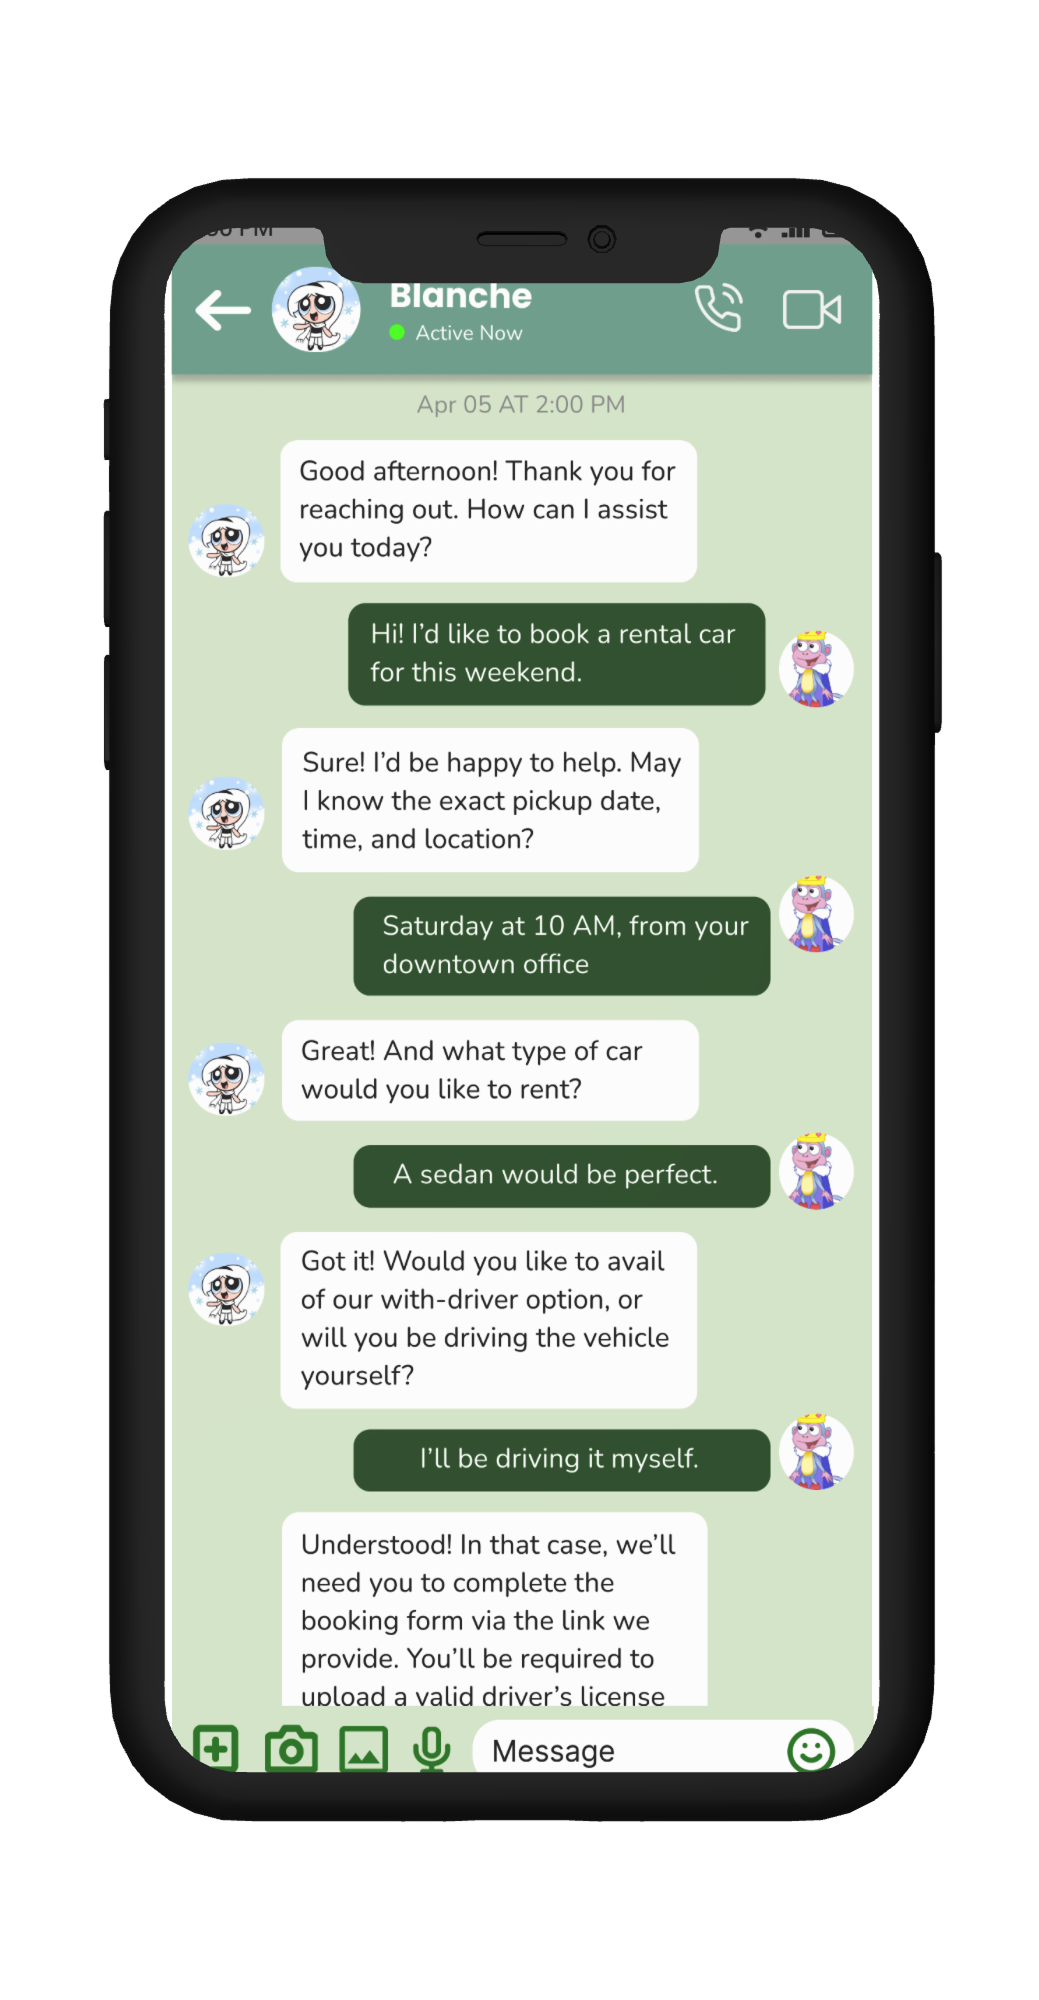 PM
Blanche
Active Now
Apr 05 AT 2:00 PM
Good afternoon! Thank you for
reaching out. How can I assist
you today?
Hi! I'd like to book a rental car
for this weekend.
Sure! I'd be happy to help. May
I know the exact pickup date,
time, and location?
Saturday at 10 AM, from your
downtown office
Great! And what type of car
would you like to rent?
A sedan would be perfect.
Got it! Would you like to avail
of our with-driver option, or
will you be driving the vehicle
yourself?
I'll be driving it myself.
Understood! In that case, we'll
need you to complete the
booking form via the link we
provide. You'll be required to
upload a valid driver's license
Message